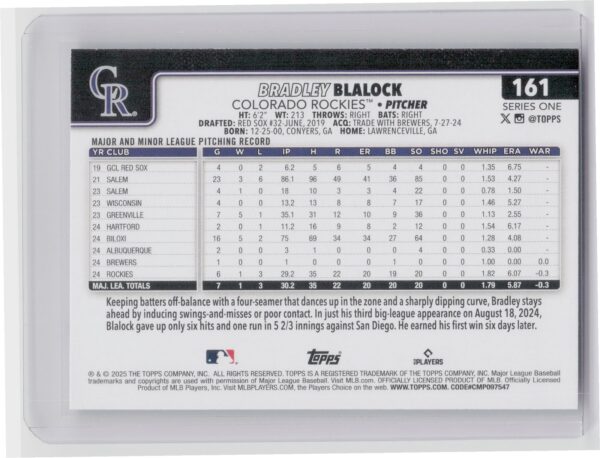 CR
BRADLEY BLALOCK
161
COLORADO ROCKIES™ • PITCHER
SERIES ONE
HT: 6'2" WT: 213 THROWS: RIGHT BATS: RIGHT
X @TOPPS
DRAFTED: RED SOX #32-JUNE, 2019 ACQ: TRADE WITH BREWERS, 7-27-24
BORN: 12-25-00, CONYERS, GA HOME: LAWRENCEVILLE, GA
MAJOR AND MINOR LEAGUE PITCHING RECORD
YR CLUB G W L IP H R ER BB SO SHO SV WHIP ERA WAR
19 GCL RED SOX 4 0 2 6.2 5 6 5 4 4 0 0 1.35 6.75 -
21 SALEM 23 3 6 86.1 96 49 41 36 85 0 0 1.53 4.27 -
23 SALEM 4 1 0 18 10 3 3 4 22 0 0 0.78 1.50 -
23 WISCONSIN 4 0 0 13.2 13 8 8 7 17 0 0 1.46 5.27 -
23 GREENVILLE 7 5 1 35.1 31 12 10 9 36 0 0 1.13 2.55 -
24 HARTFORD 2 0 1 11.2 16 9 8 2 12 0 0 1.54 6.17 -
24 BILOXI 16 5 2 75 69 34 34 27 64 0 0 1.28 4.08 -
24 ALBUQUERQUE 2 0 0 3 1 0 0 0 4 0 0 0.33 0.00 -
24 BREWERS 1 0 0 1 0 0 0 1 0 0 0 1.00 0.00 0.0
24 ROCKIES 6 1 3 29.2 35 22 20 19 20 0 0 1.82 6.07 -0.3
MAJ. LEA. TOTALS 7 1 3 30.2 35 22 20 20 20 0 0 1.79 5.87 -0.3
Keeping batters off-balance with a four-seamer that dances up in the zone and a sharply dipping curve, Bradley stays
ahead by inducing swings-and-misses or poor contact. In just his third big-league appearance on August 18, 2024,
Blalock gave up only six hits and one run in 5 2/3 innings against San Diego. He earned his first win six days later.
Topps
PLAYERS
® & © 2025 THE TOPPS COMPANY, INC. ALL RIGHTS RESERVED. TOPPS IS A REGISTERED TRADEMARK OF THE TOPPS COMPANY, INC. Major League Baseball
trademarks and copyrights are used with permission of Major League Baseball. Visit MLB.com. OFFICIALLY LICENSED PRODUCT OF MLB. Officially Licensed
Product of MLB Players, Inc. Visit MLBPLAYERS.COM, the Players Choice on the web. WWW.TOPPS.COM. CODE#CMP097547